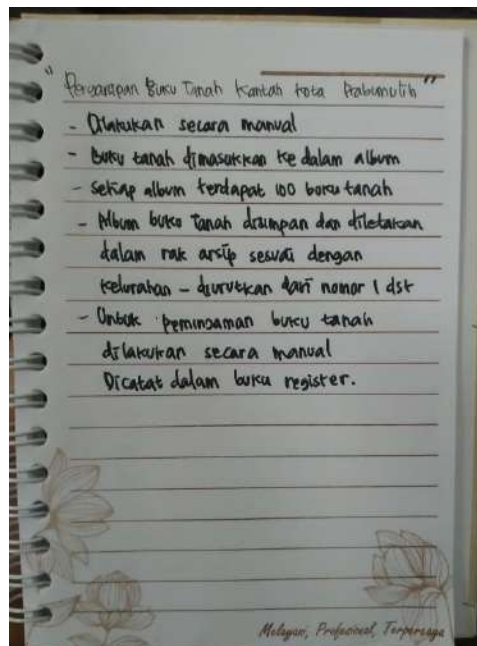 " Pengarapan Buku Tanah Kantah Kota Prabumulih "
- Dilakukan secara manual
- Buku tanah dimasukkan ke dalam album
- Setiap album terdapat 100 buku tanah
- Album buku Tanah disimpan dan diletakan
dalam rak arsip sesuai dengan
kelurahan - diurutkan dari nomor 1 dst
- Untuk peminjaman buku tanah
dilakukan secara manual
Dicatat dalam buku register.
Melayani, Profesional, Terpercaya